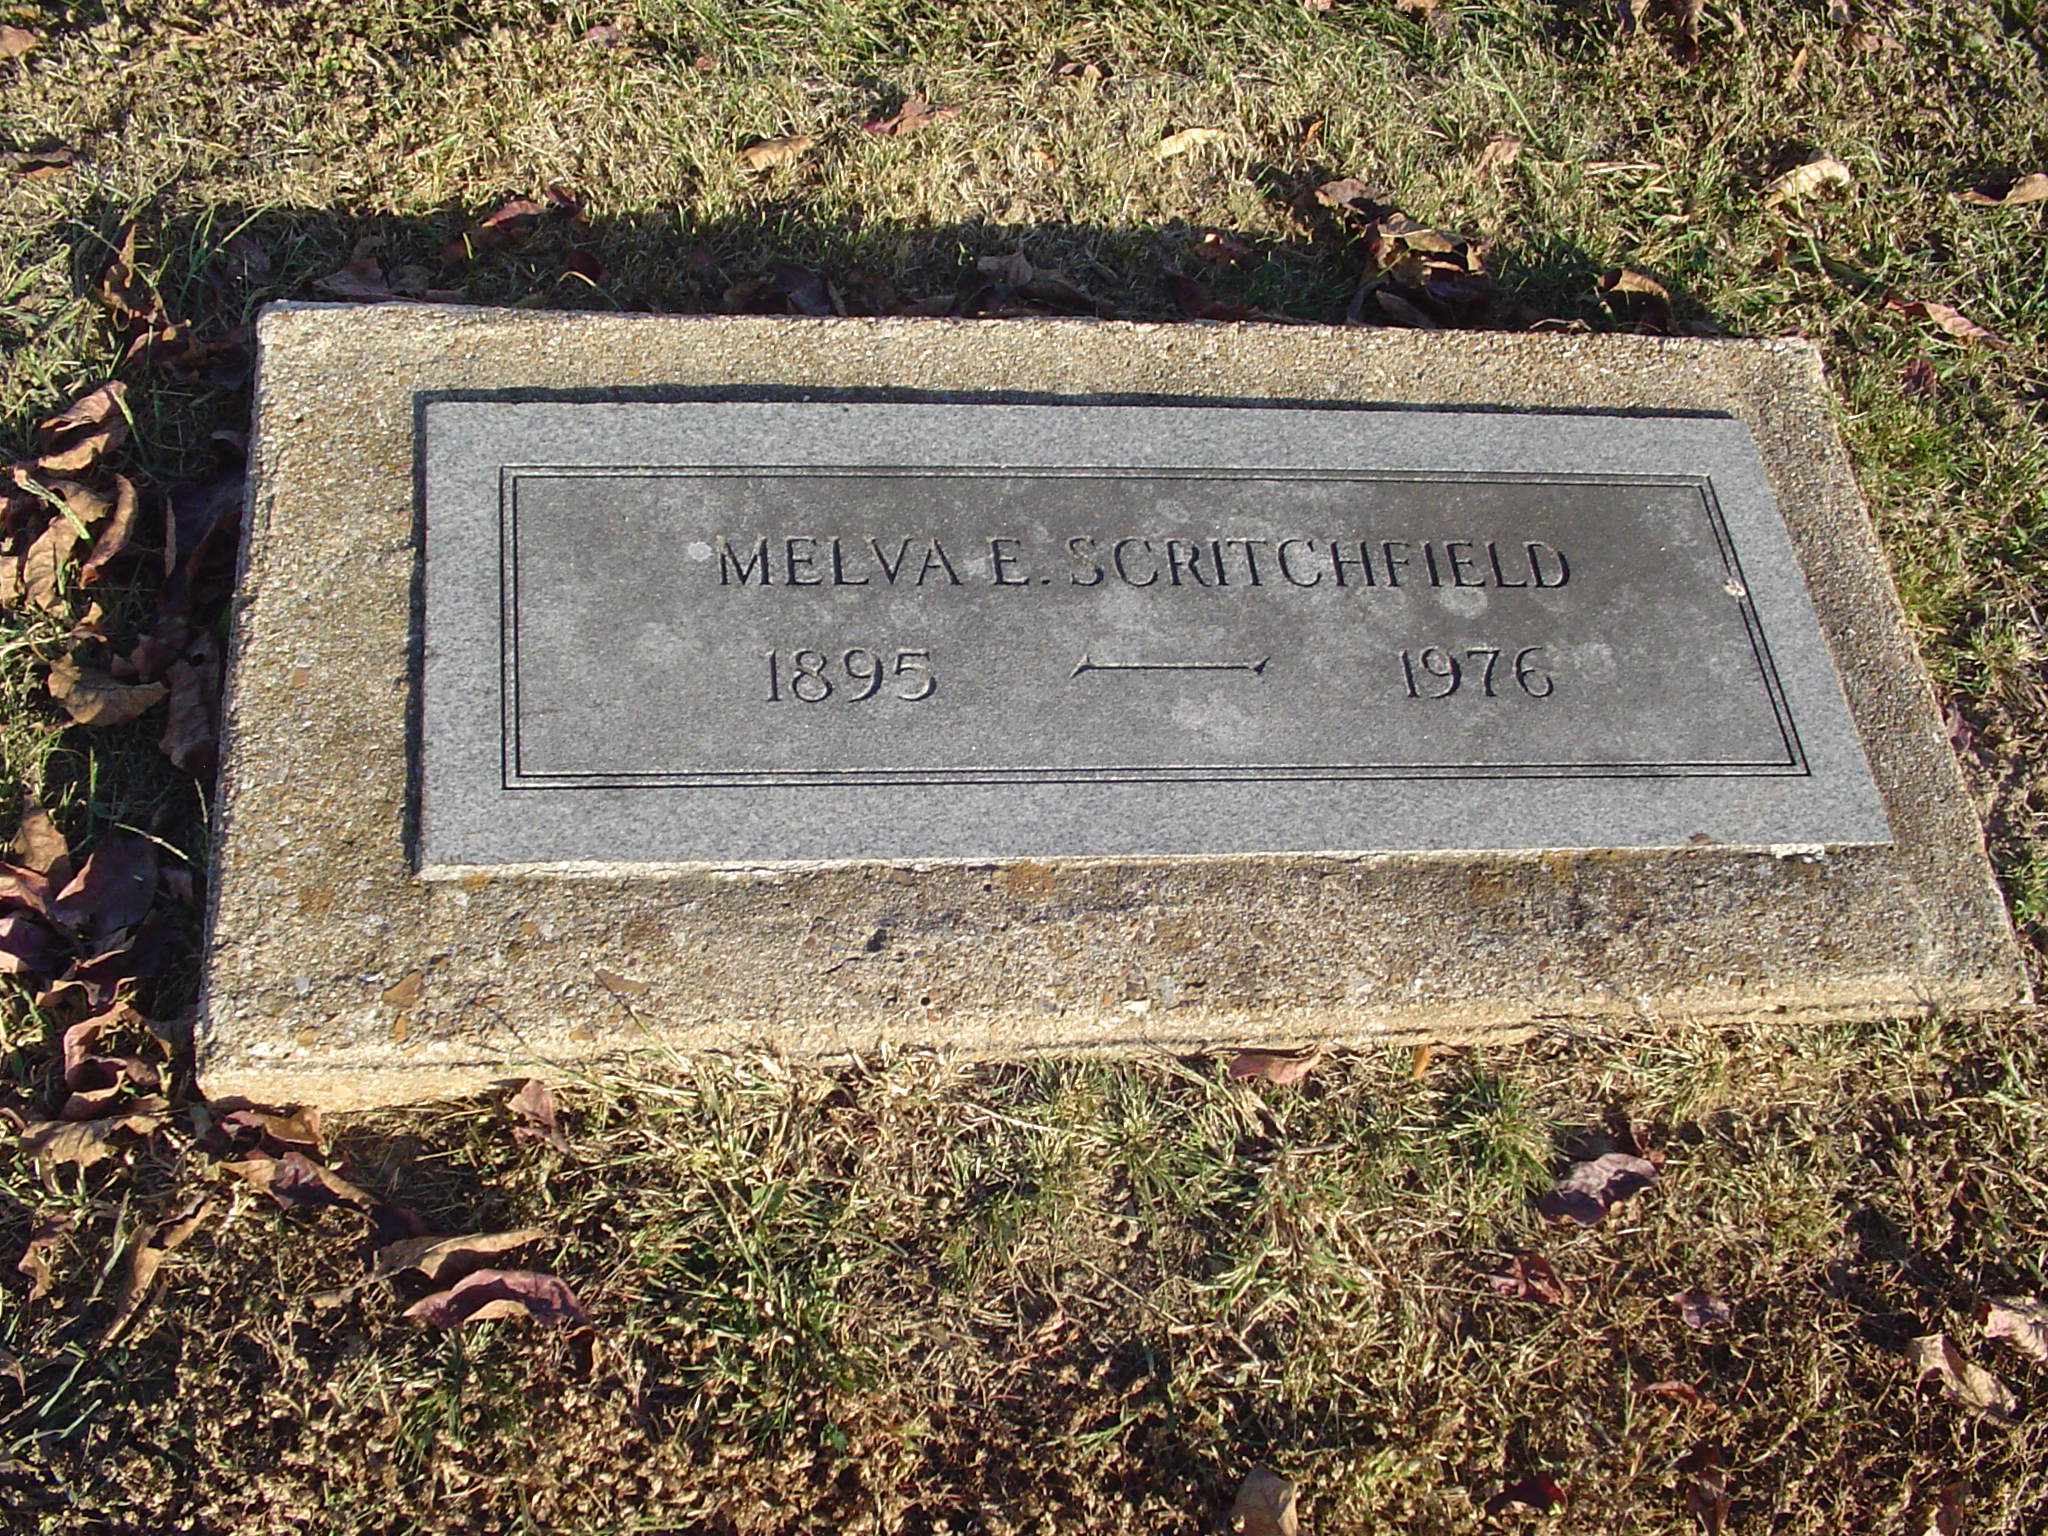 MELVA E. SCRITCHFIELD
1895 — 1976